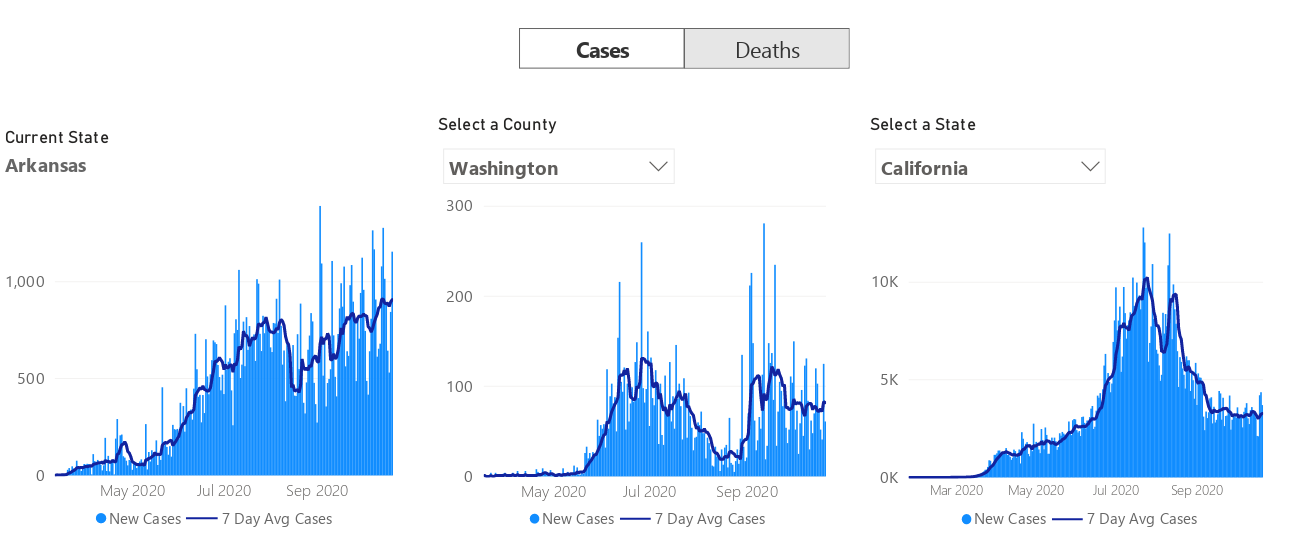 Cases Deaths
Current State
Arkansas
1,000
500
0
May 2020 Jul 2020 Sep 2020
New Cases 7 Day Avg Cases
Select a County
Washington
300
200
100
0
May 2020 Jul 2020 Sep 2020
New Cases 7 Day Avg Cases
Select a State
California
10K
5K
0K
Mar 2020 May 2020 Jul 2020 Sep 2020
New Cases 7 Day Avg Cases